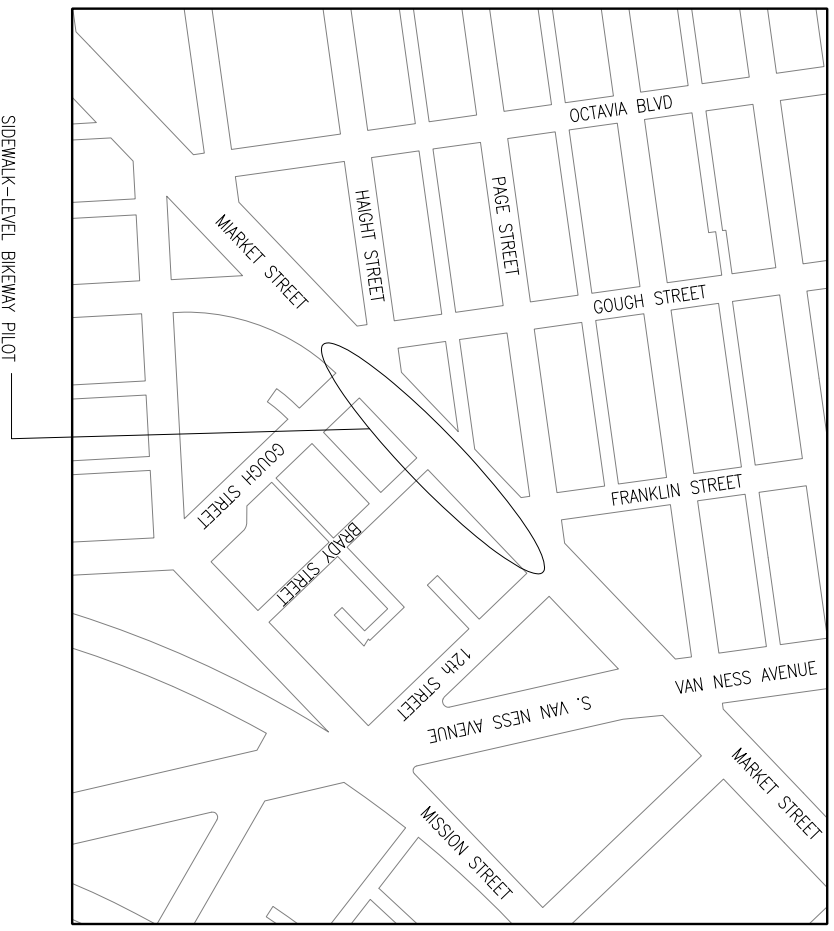 OCTAVIA BLVD
PAGE STREET
HAIGHT STREET
MIARKET STREET
GOUGH STREET
SIDEWALK-LEVEL BIKEWAY PILOT
GOUGH STREET
FRANKLIN STREET
BRADY STREET
12th STREET
VAN NESS AVENUE
S. VAN NESS AVENUE
MARKET STREET
MISSION STREET